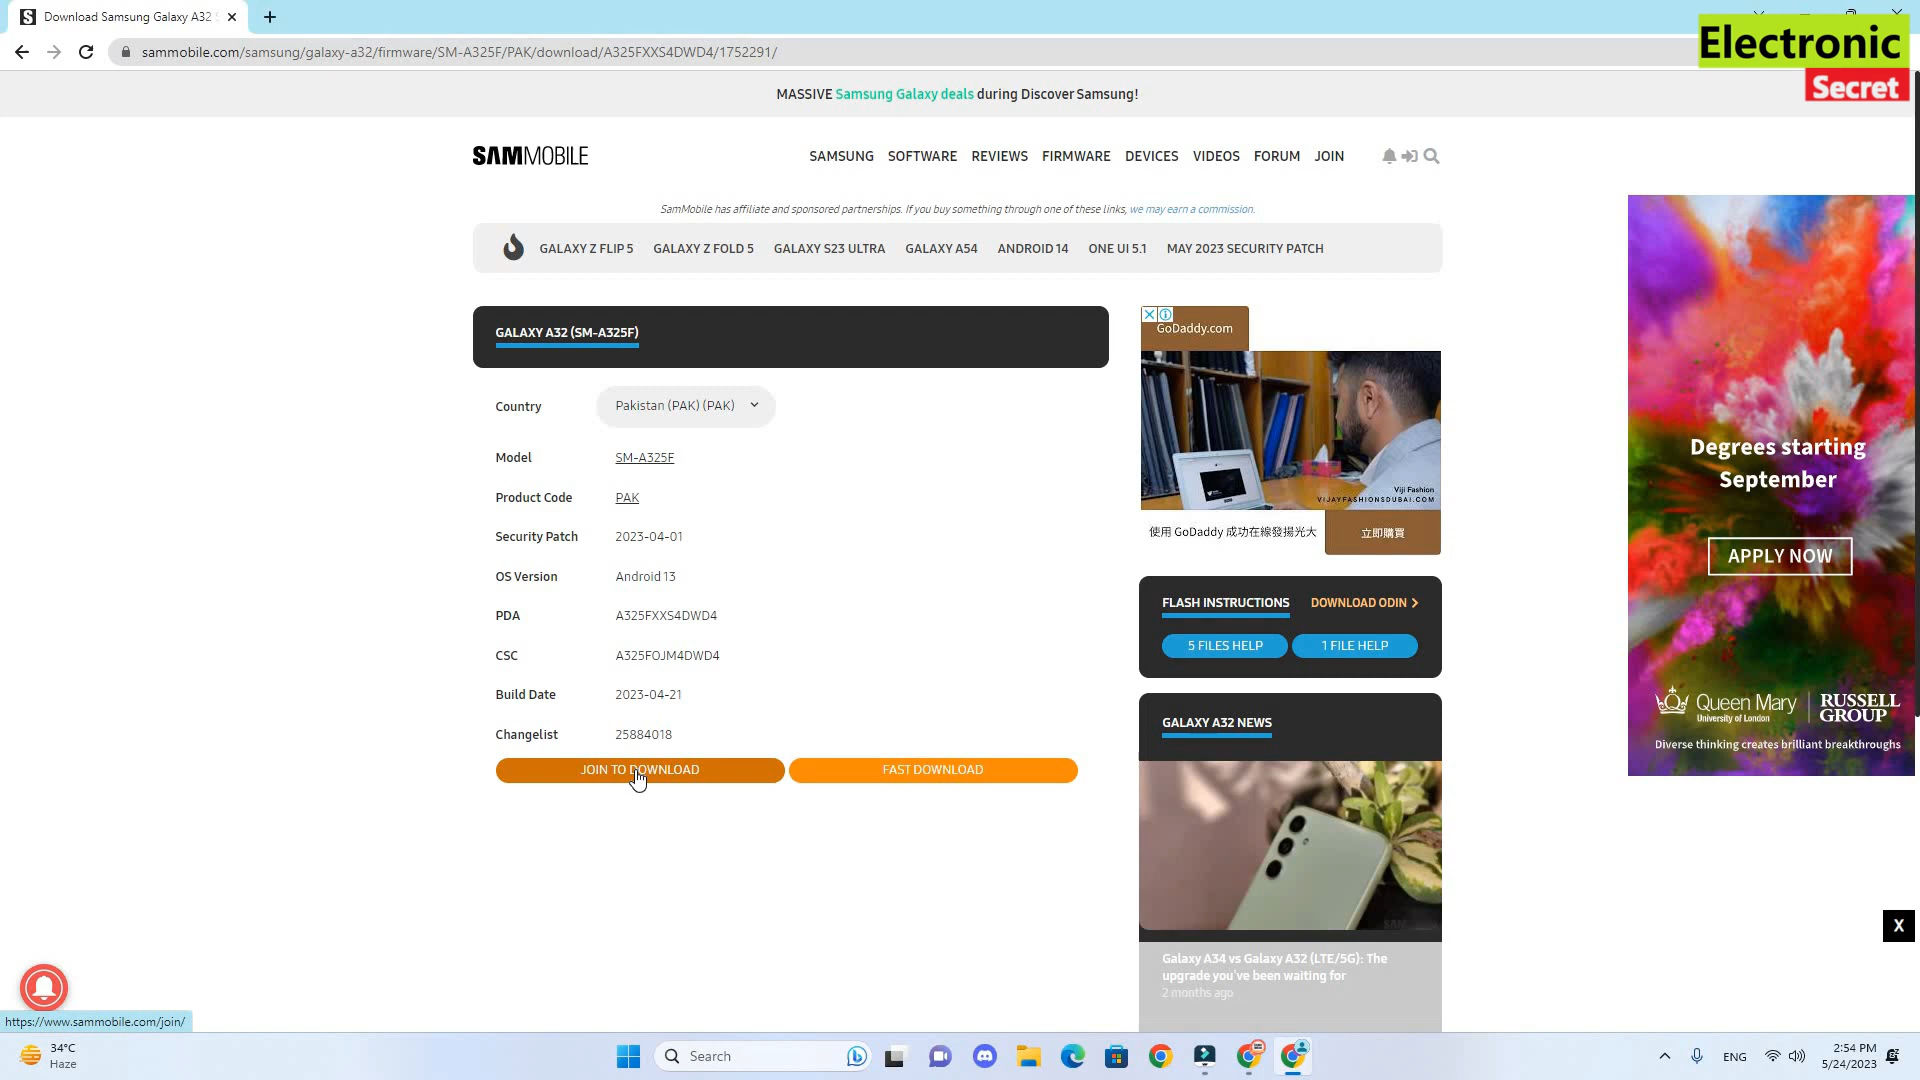 Download Samsung Galaxy A32 S
sammobile.com/samsung/galaxy-a32/firmware/SM-A325F/PAK/download/A325FXXS4DWD4/1752291/
Electronic
Secret
MASSIVE Samsung Galaxy deals during Discover Samsung!
SAMMOBILE
SAMSUNG SOFTWARE REVIEWS FIRMWARE DEVICES VIDEOS FORUM JOIN
SamMobile has affiliate and sponsored partnerships. If you buy something through one of these links, we may earn a commission.
GALAXY Z FLIP 5 GALAXY Z FOLD 5 GALAXY S23 ULTRA GALAXY A54 ANDROID 14 ONE UI 5.1 MAY 2023 SECURITY PATCH
GALAXY A32 (SM-A325F)
Country Pakistan (PAK) (PAK)
Model SM-A325F
Product Code PAK
Security Patch 2023-04-01
OS Version Android 13
PDA A325FXXS4DWD4
CSC A325FOJM4DWD4
Build Date 2023-04-21
Changelist 25884018
JOIN TO DOWNLOAD FAST DOWNLOAD
GoDaddy.com
Viji Fashion
VIJAYFASHIONSDUBAI.COM
使用 GoDaddy 成功在線發揚光大 立即購買
FLASH INSTRUCTIONS DOWNLOAD ODIN
5 FILES HELP 1 FILE HELP
GALAXY A32 NEWS
Galaxy A34 vs Galaxy A32 (LTE/5G): The
upgrade you've been waiting for
2 months ago
Degrees starting
September
APPLY NOW
Queen Mary
University of London
RUSSELL
GROUP
Diverse thinking creates brilliant breakthroughs
X
https://www.sammobile.com/join/
34°C
Haze
Search
ENG
2:54 PM
5/24/2023